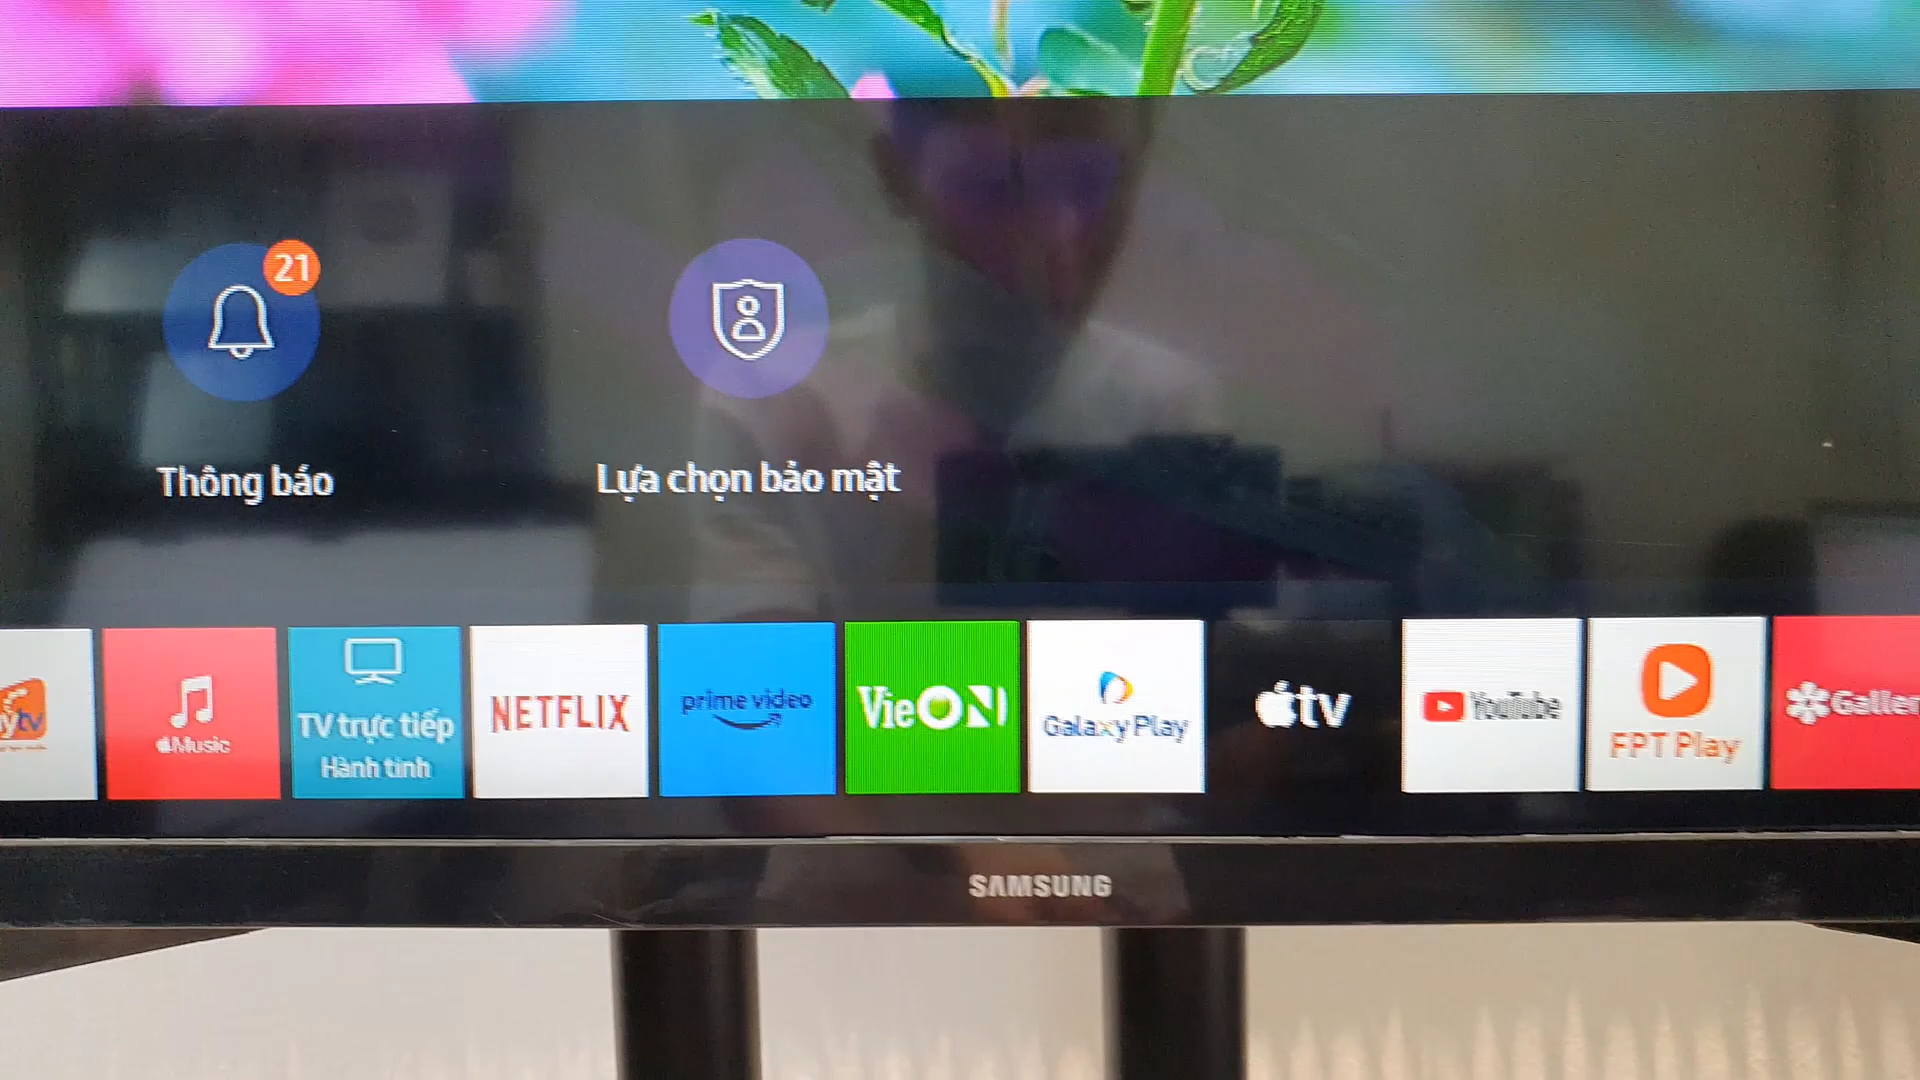 21
Thông báo
Lựa chọn bảo mật
Music
TV trực tiếp
Hành tinh
NETFLIX
prime video
VieON
Galaxy Play
tv
YouTube
FPT Play
SAMSUNG